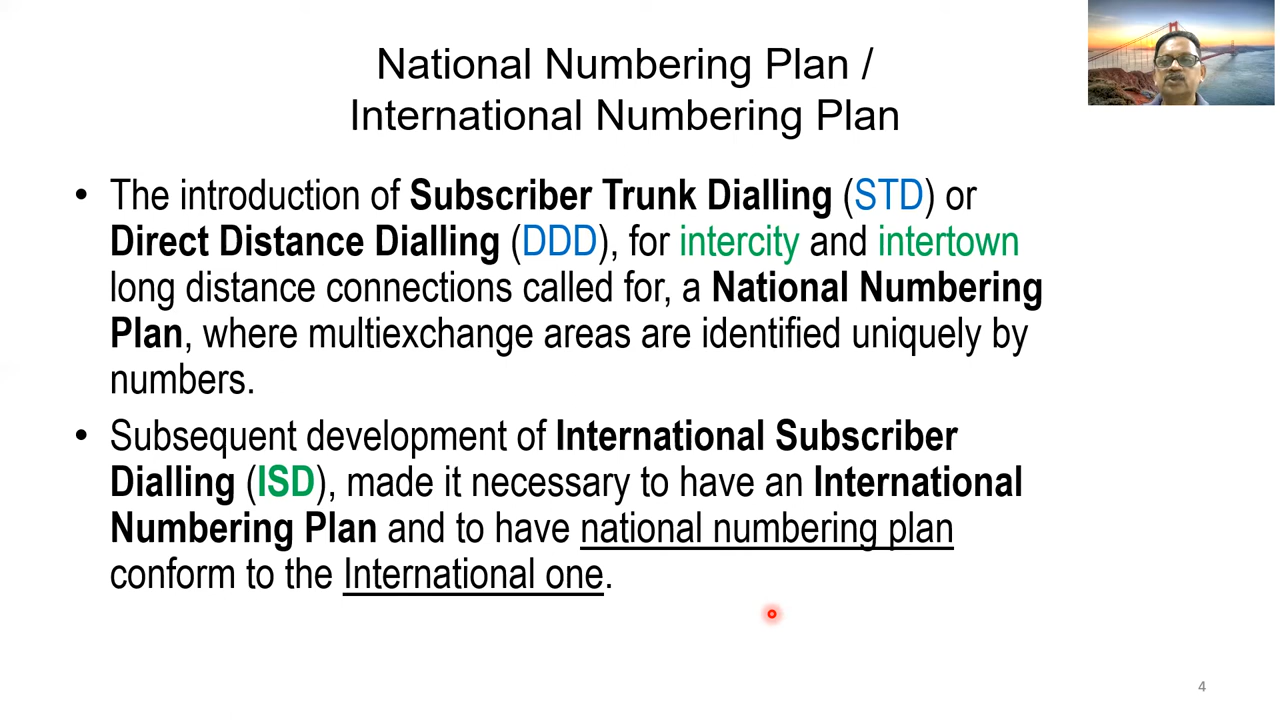 National Numbering Plan /
International Numbering Plan
• The introduction of Subscriber Trunk Dialling (STD) or
Direct Distance Dialling (DDD), for intercity and intertown
long distance connections called for, a National Numbering
Plan, where multiexchange areas are identified uniquely by
numbers.
• Subsequent development of International Subscriber
Dialling (ISD), made it necessary to have an International
Numbering Plan and to have national numbering plan
conform to the International one.
4